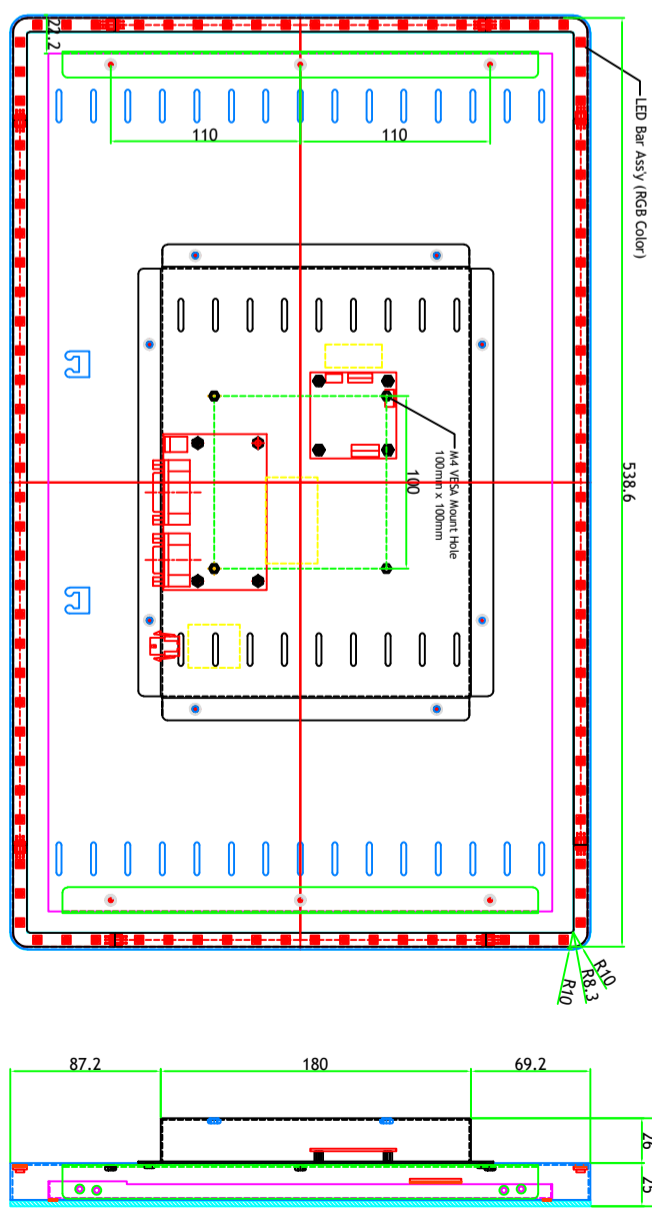 22.2
LED Bar Ass'y (RGB Color)
110
110
M4 VESA Mount Hole
100mm x 100mm
100
538.6
R10
R8.3
R10
87.2
180
69.2
26
25